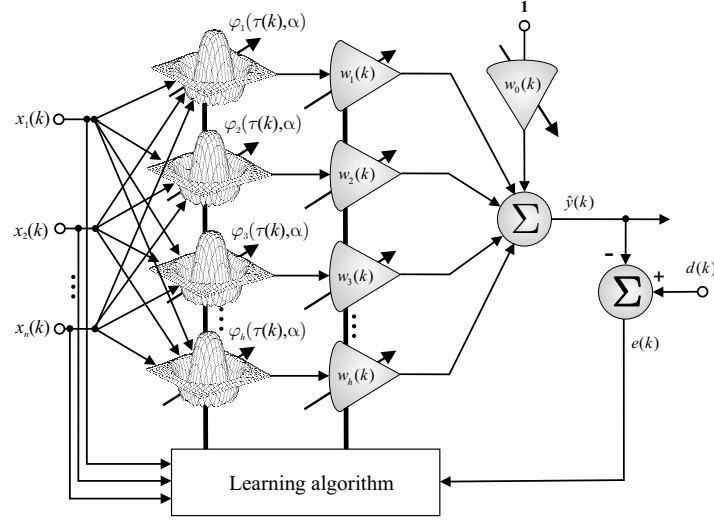 φ₁(τ(k),α)
1
w₁(k)
w₀(k)
x₁(k)
φ₂(τ(k),α)
w₂(k)
Σ
ŷ(k)
x₂(k)
φ₃(τ(k),α)
-
+
d(k)
w₃(k)
Σ
xₙ(k)
φₕ(τ(k),α)
e(k)
wₕ(k)
Learning algorithm